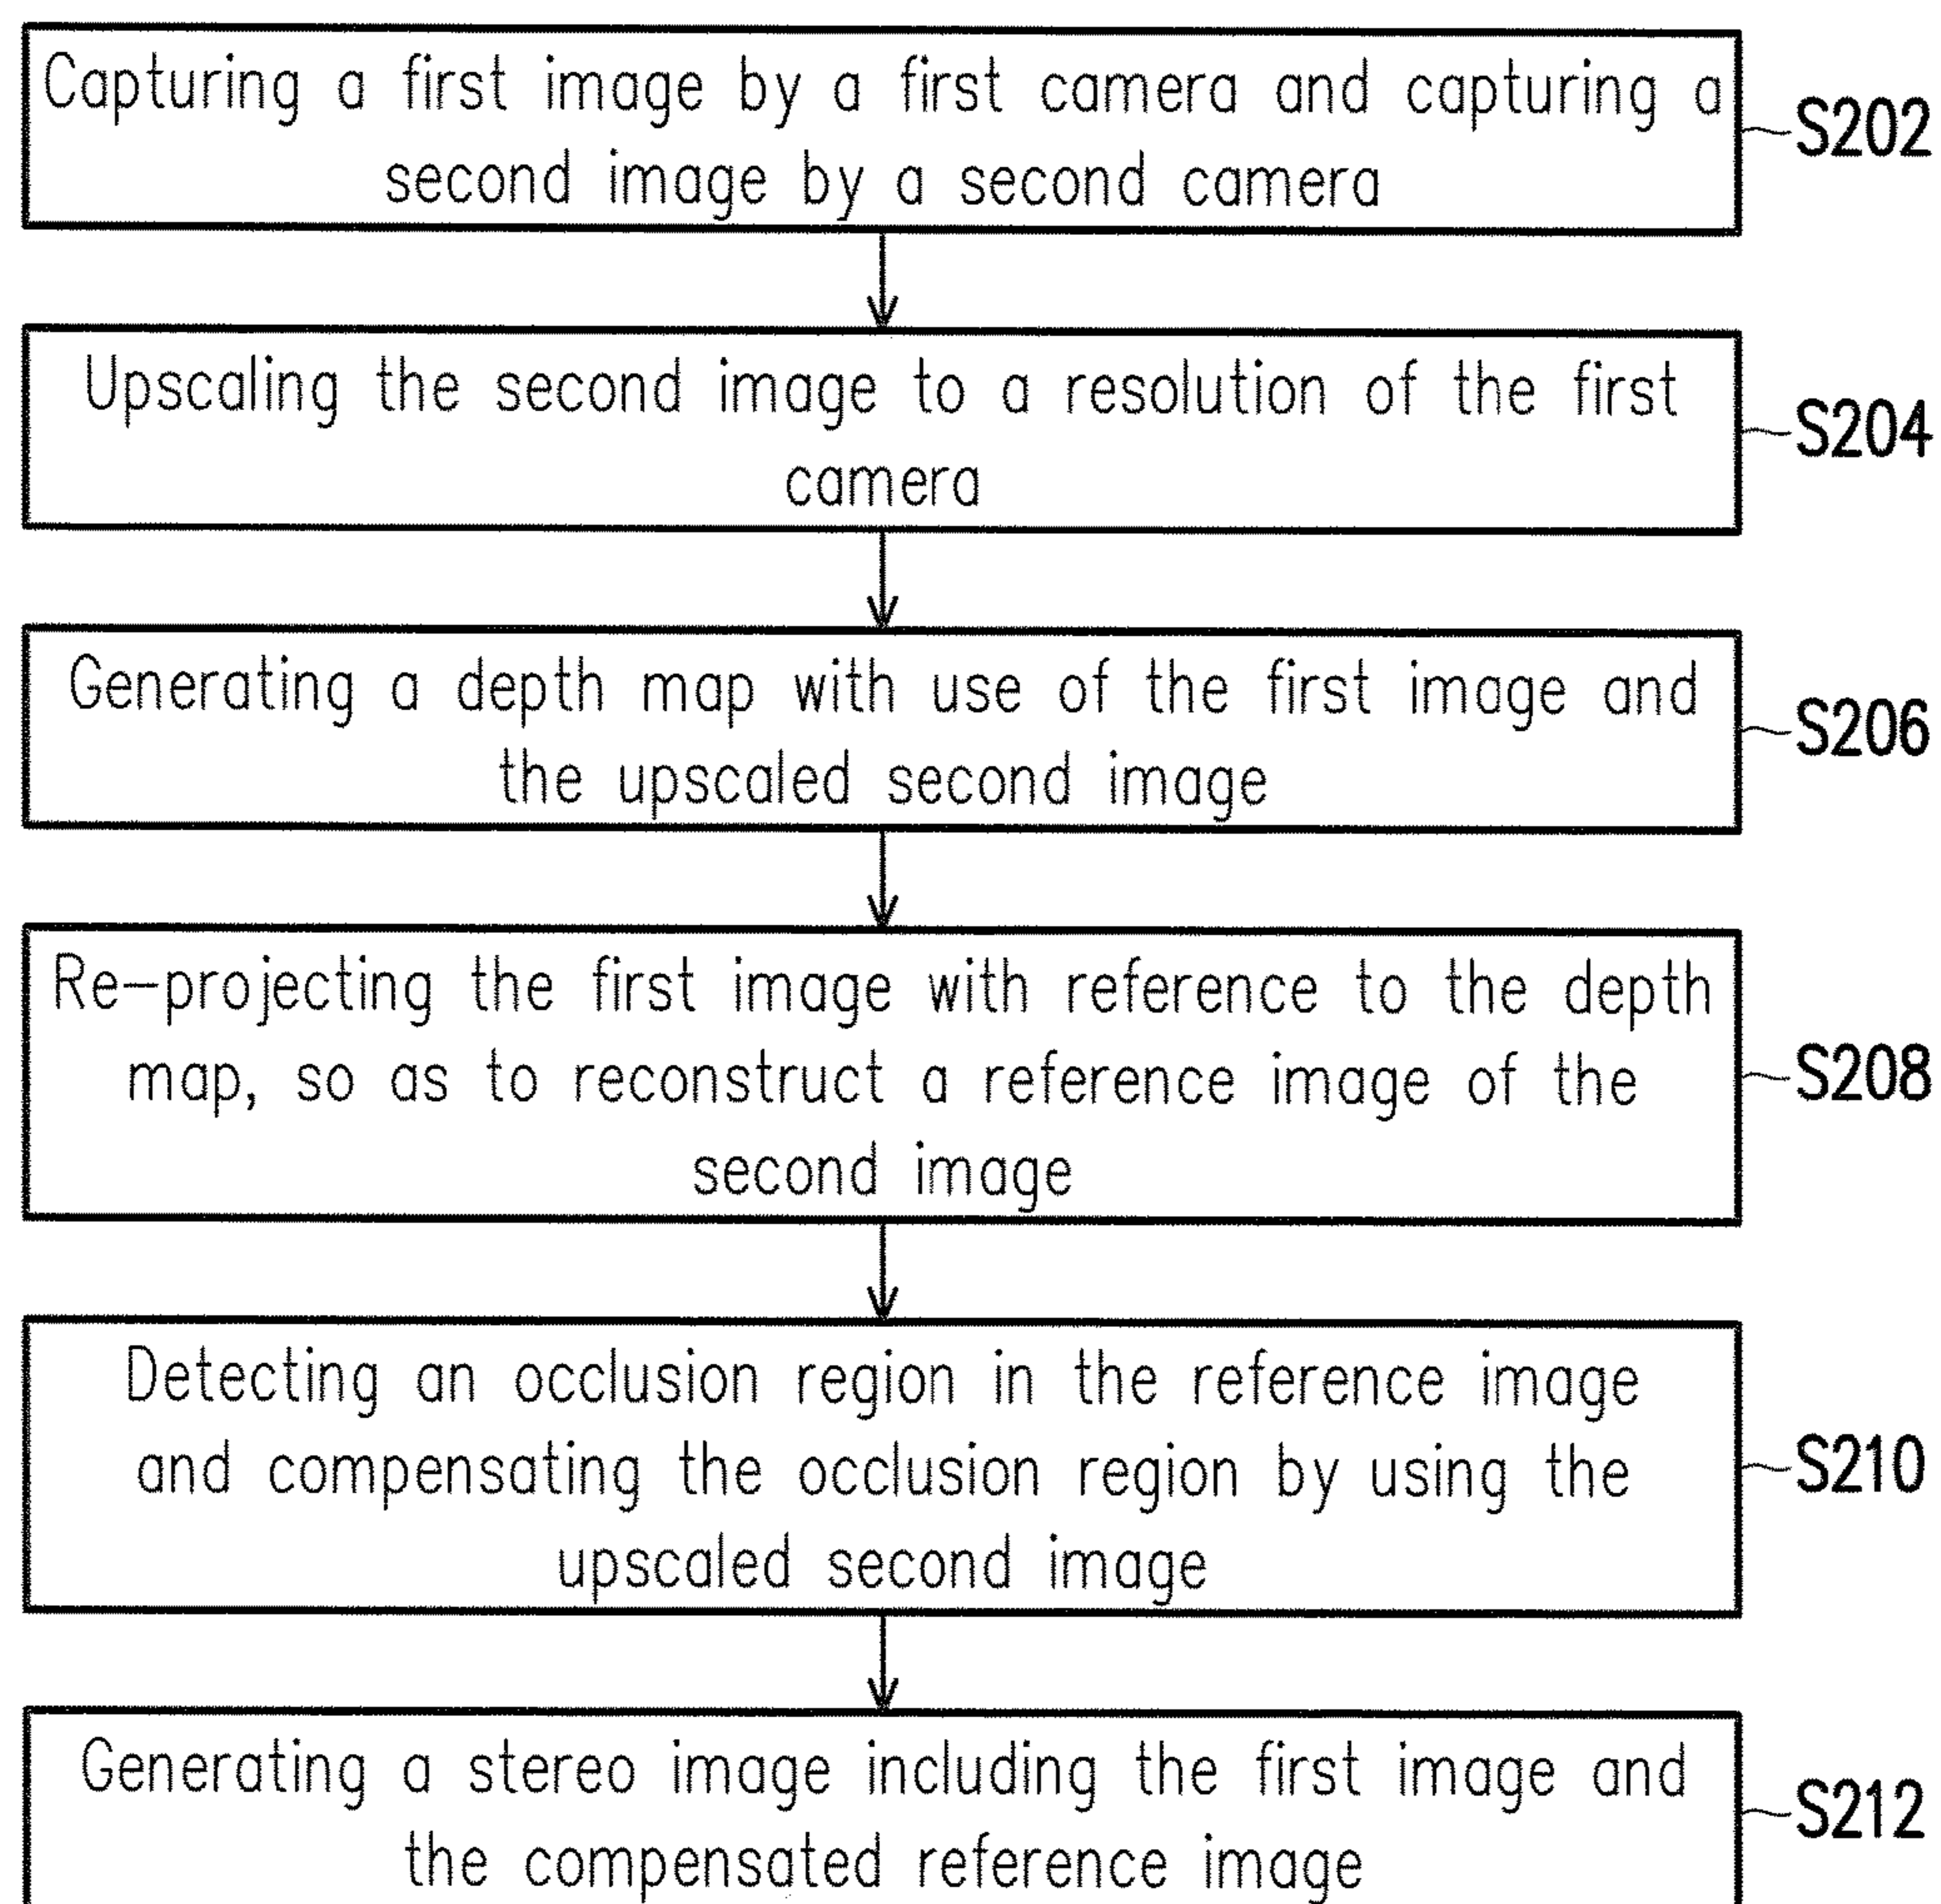 Capturing a first image by a first camera and capturing a
second image by a second camera
S202
Upscaling the second image to a resolution of the first
camera
S204
Generating a depth map with use of the first image and
the upscaled second image
S206
Re-projecting the first image with reference to the depth
map, so as to reconstruct a reference image of the
second image
S208
Detecting an occlusion region in the reference image
and compensating the occlusion region by using the
upscaled second image
S210
Generating a stereo image including the first image and
the compensated reference image
S212